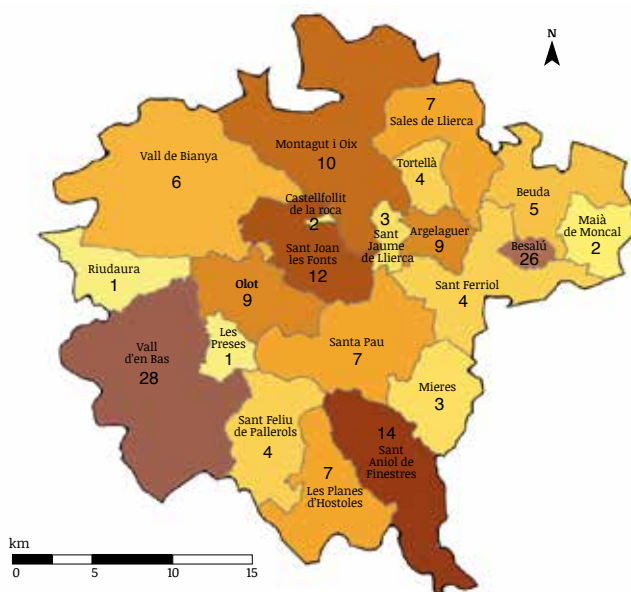 N
7
Sales de Llierca
Montagut i Oix
10
Vall de Bianya
6
Tortellà
4
Beuda
5
Castellfollit
de la roca
2
3
Sant
Jaume
de Llierca
Argelaguer
9
Maià
de Moncal
2
Besalú
26
Sant Joan
les Fonts
12
Riudaura
1
Olot
9
Sant Ferriol
4
Les
Preses
1
Santa Pau
7
Vall
d'en Bas
28
Mieres
3
Sant Feliu
de Pallerols
4
14
Sant
Aniol de
Finestres
7
Les Planes
d'Hostoles
km
0 5 10 15